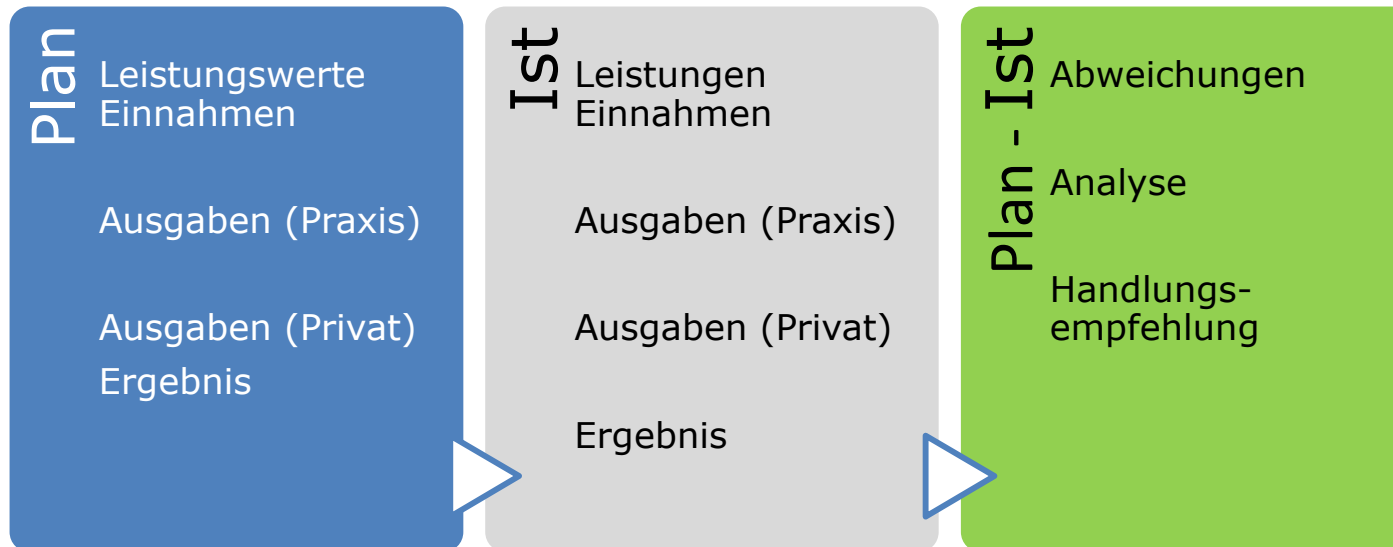 Plan
Leistungswerte
Einnahmen
Ausgaben (Praxis)
Ausgaben (Privat)
Ergebnis
Ist
Leistungen
Einnahmen
Ausgaben (Praxis)
Ausgaben (Privat)
Ergebnis
Plan - Ist
Abweichungen
Analyse
Handlungs-
empfehlung